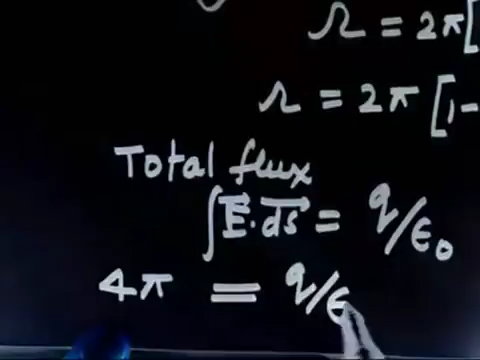 Ω = 2π[
Ω = 2π [1-
Total flux
∫E⃗.ds⃗ = q/ϵ₀
4π = q/ϵ